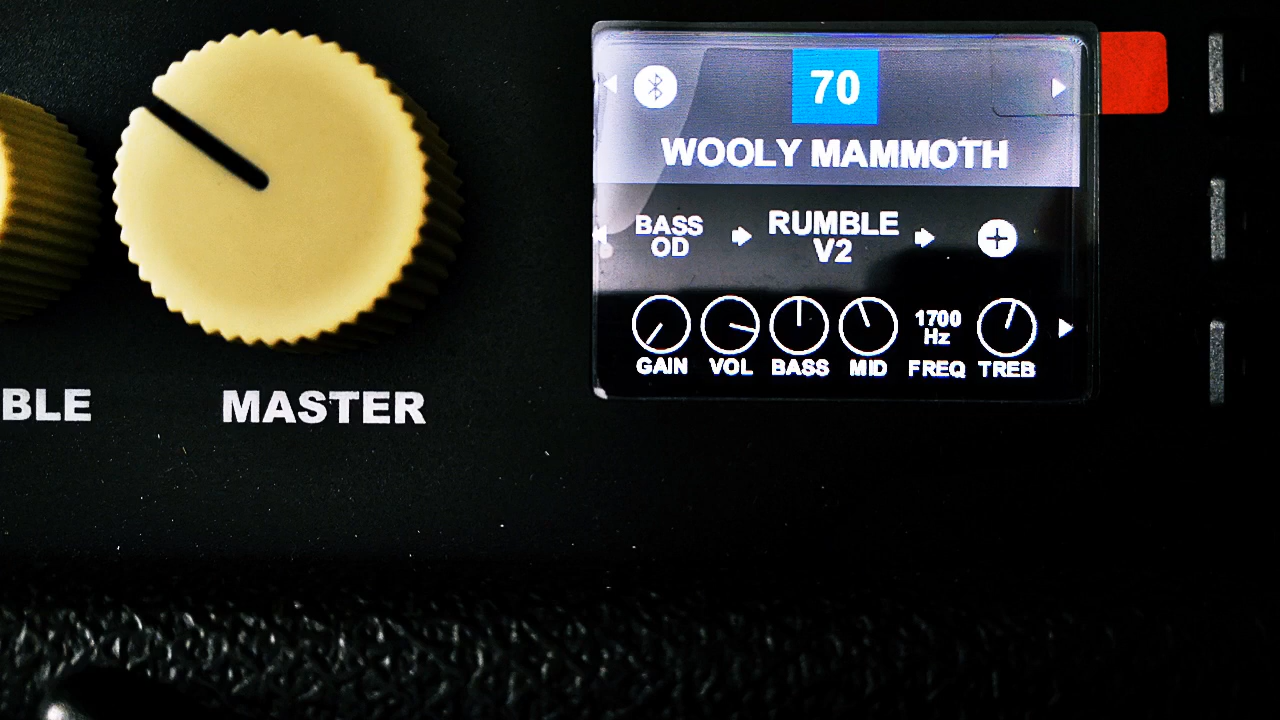 70
WOOLY MAMMOTH
BASS OD
RUMBLE V2
1700 Hz
GAIN VOL BASS MID FREQ TREB
BLE
MASTER